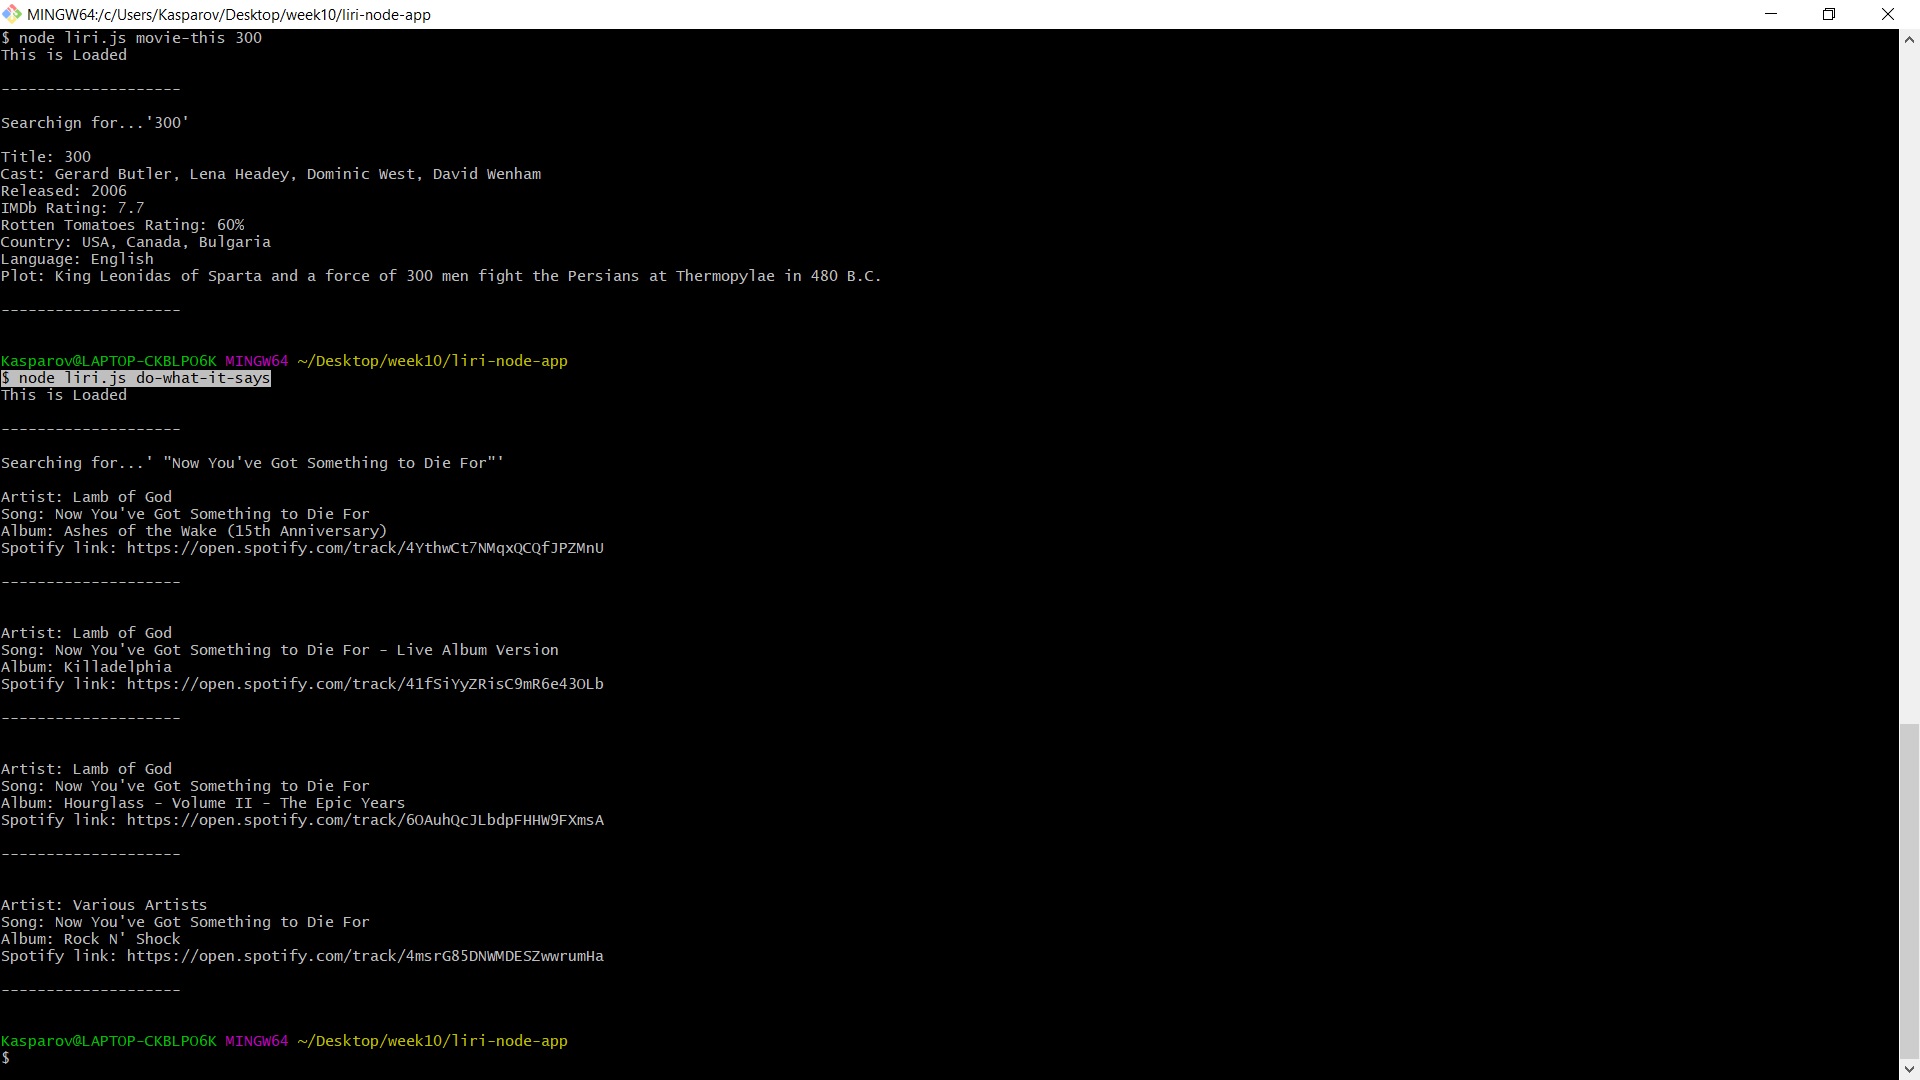 MINGW64:/c/Users/Kasparov/Desktop/week10/liri-node-app
$ node liri.js movie-this 300
This is Loaded
--------------------
Searchign for...'300'
Title: 300
Cast: Gerard Butler, Lena Headey, Dominic West, David Wenham
Released: 2006
IMDb Rating: 7.7
Rotten Tomatoes Rating: 60%
Country: USA, Canada, Bulgaria
Language: English
Plot: King Leonidas of Sparta and a force of 300 men fight the Persians at Thermopylae in 480 B.C.
--------------------
Kasparov@LAPTOP-CKBLPO6K MINGW64 ~/Desktop/week10/liri-node-app
$ node liri.js do-what-it-says
This is Loaded
--------------------
Searching for...' "Now You've Got Something to Die For"'
Artist: Lamb of God
Song: Now You've Got Something to Die For
Album: Ashes of the Wake (15th Anniversary)
Spotify link: https://open.spotify.com/track/4YthwCt7NMqxQCQfJPZMnU
--------------------
Artist: Lamb of God
Song: Now You've Got Something to Die For - Live Album Version
Album: Killadelphia
Spotify link: https://open.spotify.com/track/41fSiYyZRisC9mR6e43OLb
--------------------
Artist: Lamb of God
Song: Now You've Got Something to Die For
Album: Hourglass - Volume II - The Epic Years
Spotify link: https://open.spotify.com/track/6OAuhQcJLbdpFHHW9FXmsA
--------------------
Artist: Various Artists
Song: Now You've Got Something to Die For
Album: Rock N' Shock
Spotify link: https://open.spotify.com/track/4msrG85DNWMDESZwwrumHa
--------------------
Kasparov@LAPTOP-CKBLPO6K MINGW64 ~/Desktop/week10/liri-node-app
$